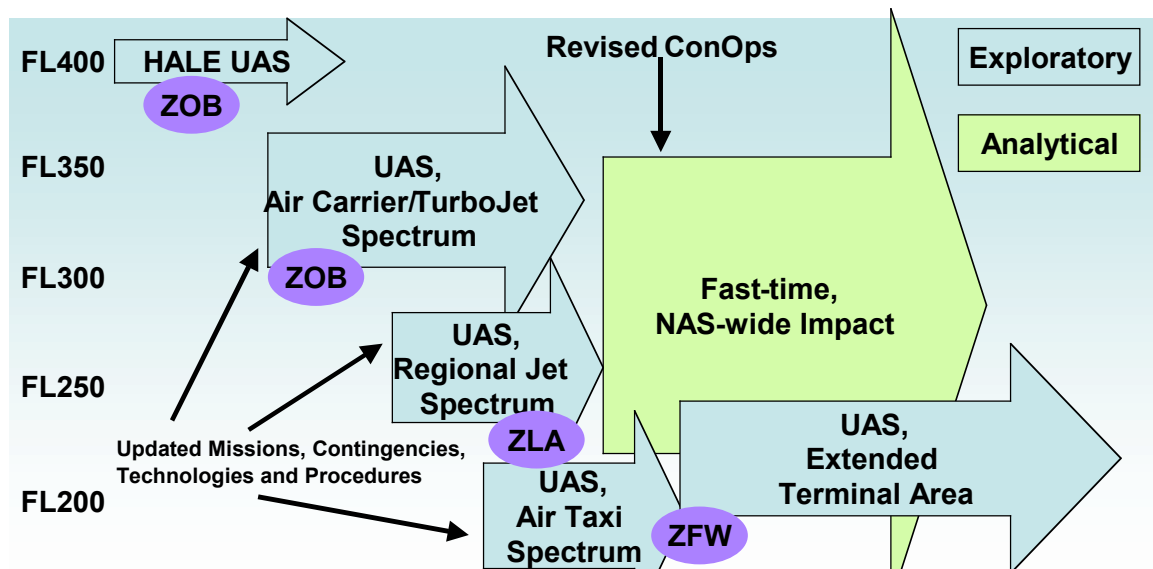 FL400
FL350
FL300
FL250
FL200
HALE UAS
ZOB
UAS,
Air Carrier/TurboJet
Spectrum
ZOB
UAS,
Regional Jet
Spectrum
ZLA
UAS,
Air Taxi
Spectrum
ZFW
Updated Missions, Contingencies,
Technologies and Procedures
Revised ConOps
Fast-time,
NAS-wide Impact
UAS,
Extended
Terminal Area
Exploratory
Analytical